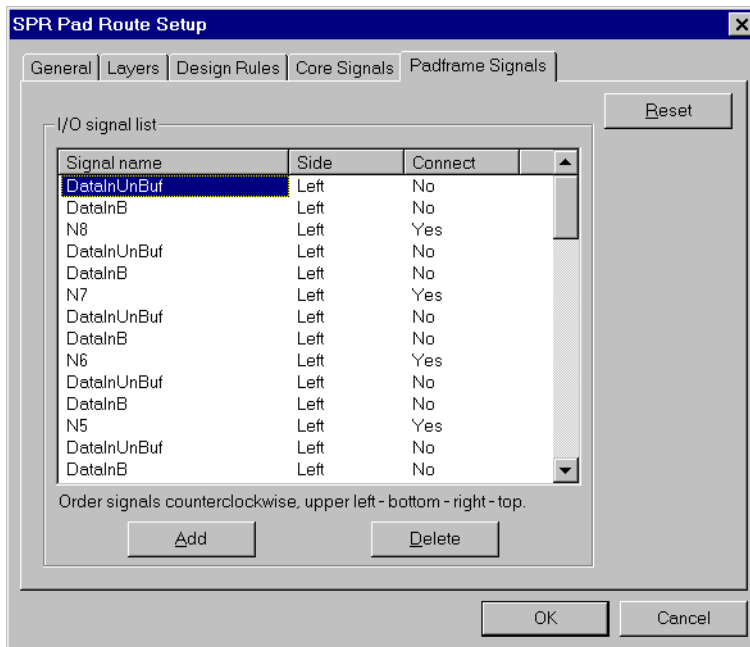 SPR Pad Route Setup
General Layers Design Rules Core Signals Padframe Signals
Reset
I/O signal list
Signal name Side Connect
DataInUnBuf Left No
DataInB Left No
N8 Left Yes
DataInUnBuf Left No
DataInB Left No
N7 Left Yes
DataInUnBuf Left No
DataInB Left No
N6 Left Yes
DataInUnBuf Left No
DataInB Left No
N5 Left Yes
DataInUnBuf Left No
DataInB Left No
Order signals counterclockwise, upper left - bottom - right - top.
Add Delete
OK Cancel